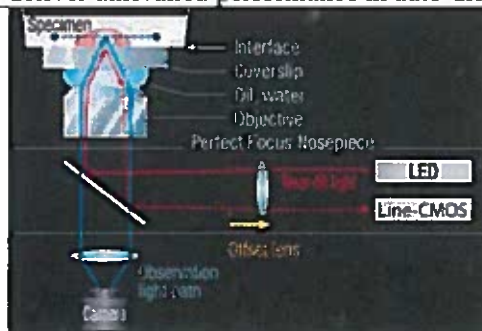 Specimen
Interface
Coverslip
Oil, water
Objective
Perfect Focus Nosepiece
LED
Near-IR light
Line-CMOS
Offset lens
Observation
light path
Camera